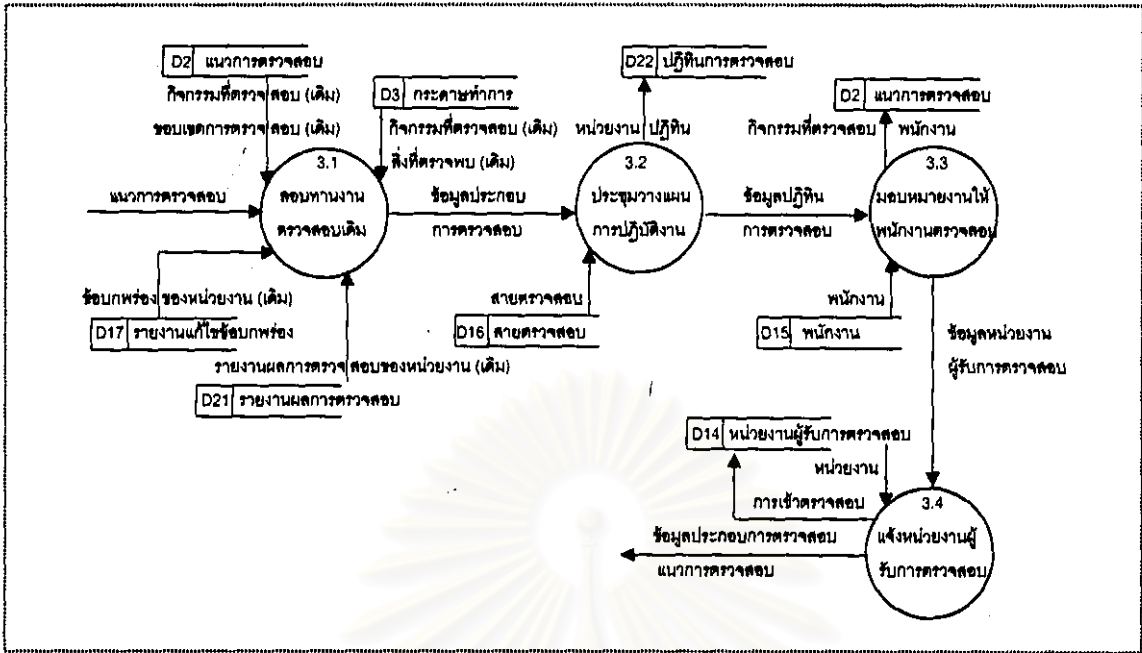 D2 แนวการตรวจสอบ
กิจกรรมที่ตรวจสอบ (เดิม)
ขอบเขตการตรวจสอบ (เดิม)
D3 กระดาษทำการ
กิจกรรมที่ตรวจสอบ (เดิม)
สิ่งที่ตรวจพบ (เดิม)
D22 ปฏิทินการตรวจสอบ
หน่วยงาน ปฏิทิน
D2 แนวการตรวจสอบ
กิจกรรมที่ตรวจสอบ พนักงาน
แนวการตรวจสอบ
3.1
สอบทานงาน
ตรวจสอบเดิม
ข้อมูลประกอบ
การตรวจสอบ
3.2
ประชุมวางแผน
การปฏิบัติงาน
ข้อมูลปฏิทิน
การตรวจสอบ
3.3
มอบหมายงานให้
พนักงานตรวจสอบ
ข้อบกพร่อง ของหน่วยงาน (เดิม)
D17 รายงานแก้ไขข้อบกพร่อง
รายงานผลการตรวจสอบของหน่วยงาน (เดิม)
D21 รายงานผลการตรวจสอบ
สายตรวจสอบ
D16 สายตรวจสอบ
พนักงาน
D15 พนักงาน
ข้อมูลหน่วยงาน
ผู้รับการตรวจสอบ
D14 หน่วยงานผู้รับการตรวจสอบ
หน่วยงาน
การเข้าตรวจสอบ
3.4
แจ้งหน่วยงานผู้
รับการตรวจสอบ
ข้อมูลประกอบการตรวจสอบ
แนวการตรวจสอบ